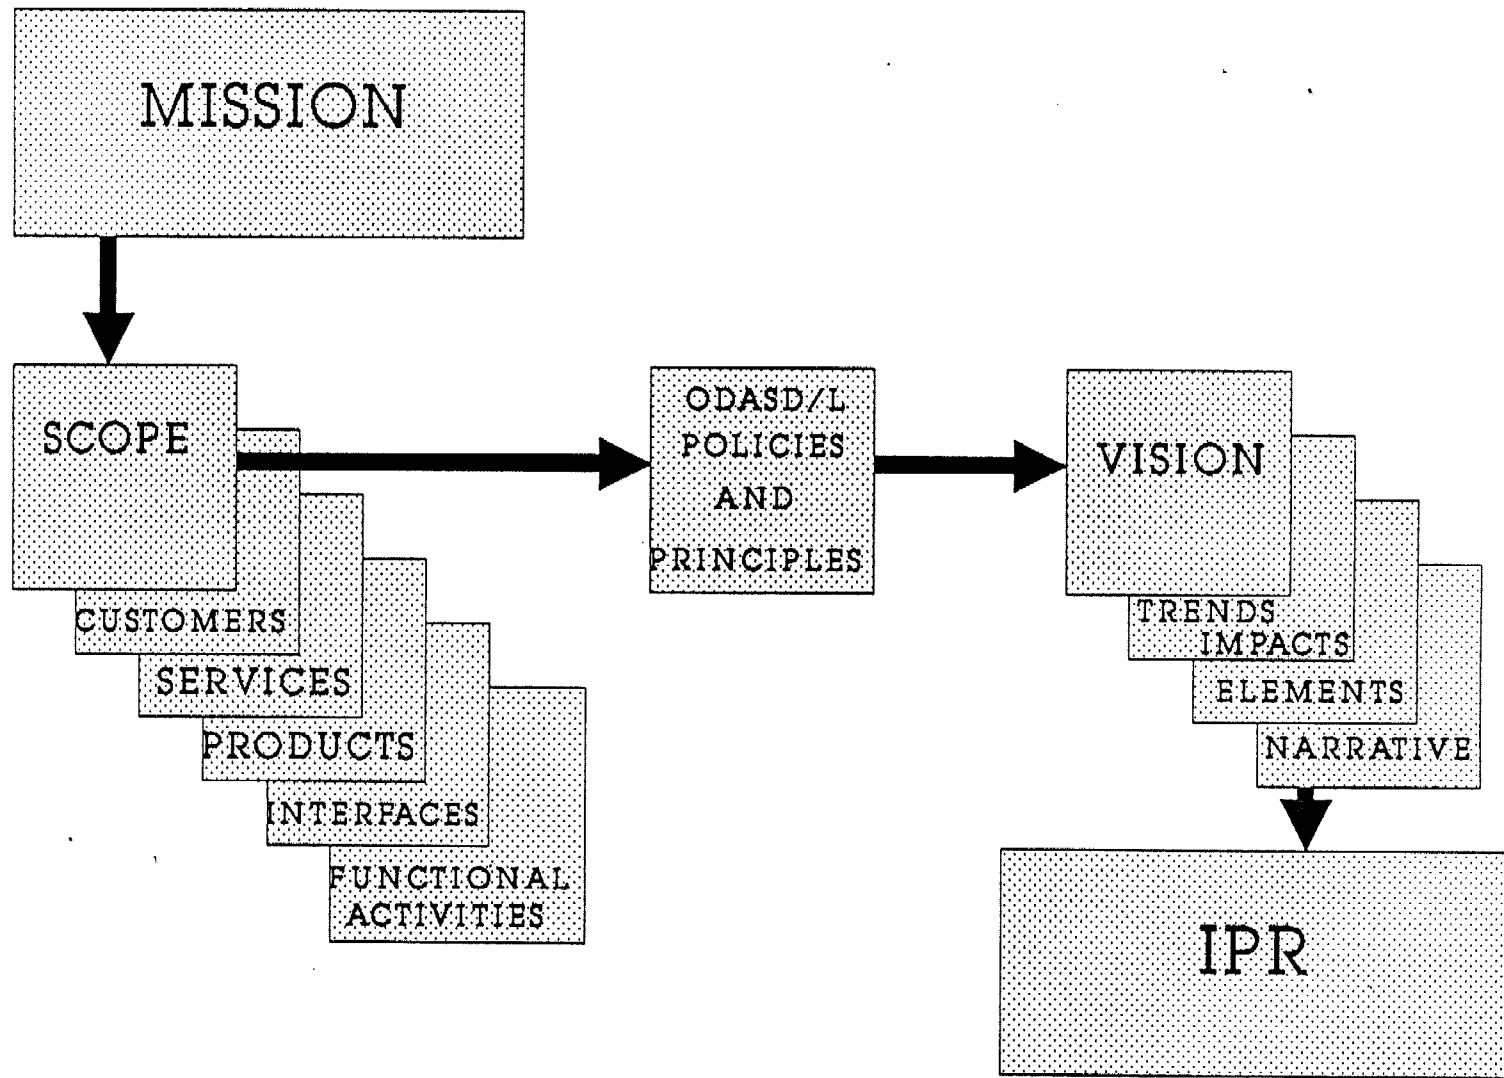 MISSION
SCOPE
CUSTOMERS
SERVICES
PRODUCTS
INTERFACES
FUNCTIONAL
ACTIVITIES
ODASD/L
POLICIES
AND
PRINCIPLES
VISION
TRENDS
IMPACTS
ELEMENTS
NARRATIVE
IPR